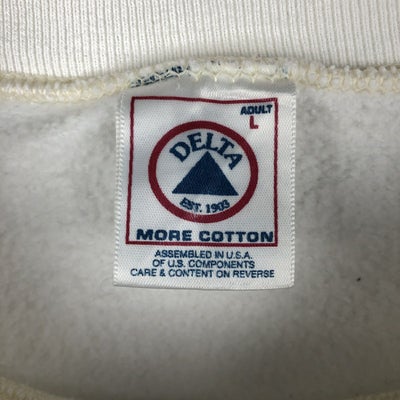 ADULT
L
DELTA
EST. 1903
MORE COTTON
ASSEMBLED IN U.S.A.
OF U.S. COMPONENTS
CARE & CONTENT ON REVERSE